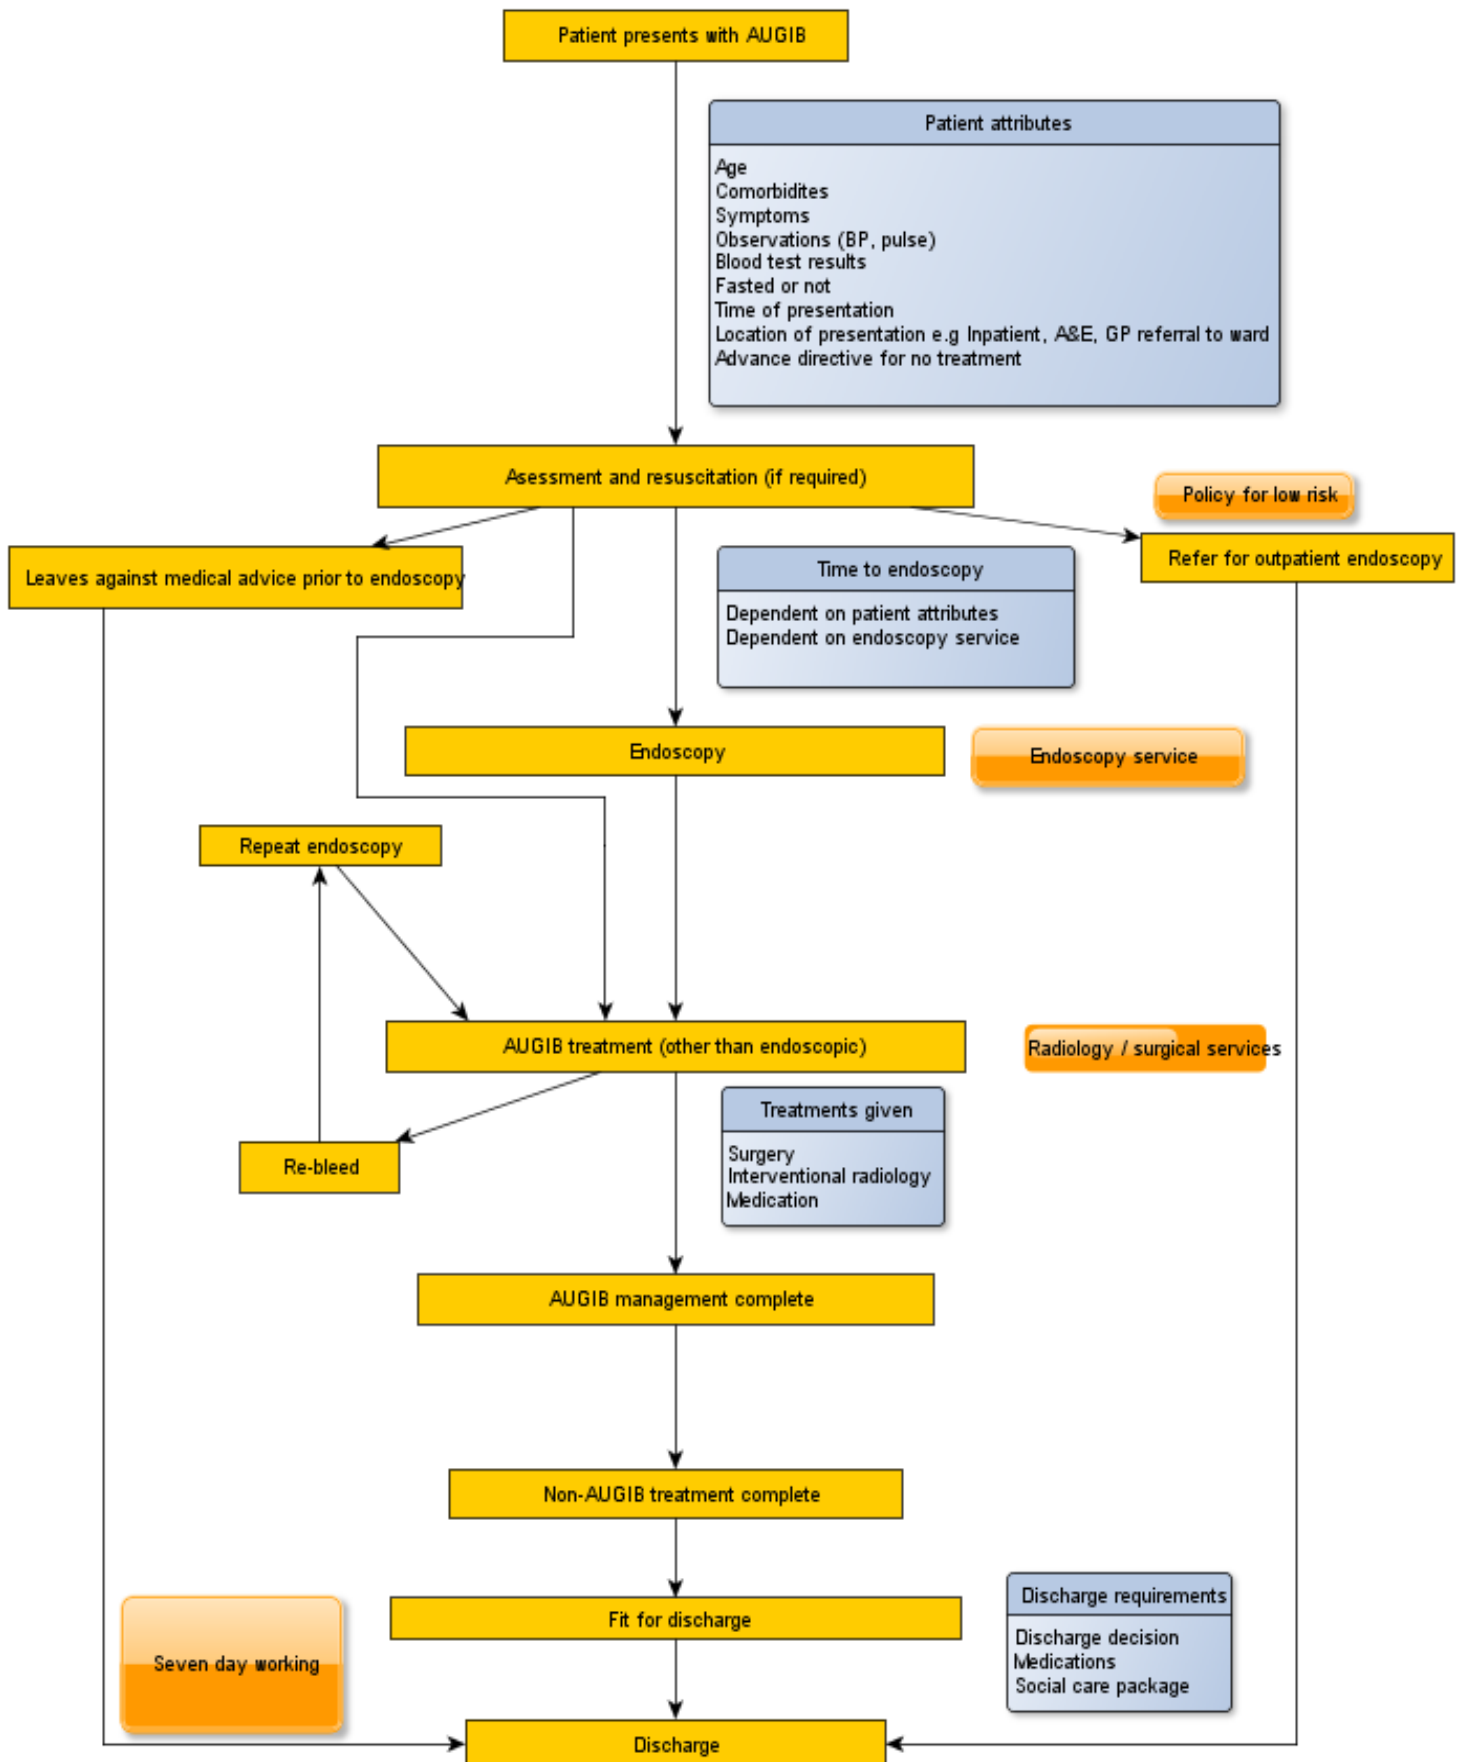 Patient presents with AUGIB
Patient attributes
Age
Comorbidites
Symptoms
Observations (BP, pulse)
Blood test results
Fasted or not
Time of presentation
Location of presentation e.g Inpatient, A&E, GP referral to ward
Advance directive for no treatment
Asessment and resuscitation (if required)
Policy for low risk
Leaves against medical advice prior to endoscopy
Refer for outpatient endoscopy
Time to endoscopy
Dependent on patient attributes
Dependent on endoscopy service
Endoscopy
Endoscopy service
Repeat endoscopy
AUGIB treatment (other than endoscopic)
Radiology / surgical services
Treatments given
Surgery
Interventional radiology
Medication
Re-bleed
AUGIB management complete
Non-AUGIB treatment complete
Fit for discharge
Discharge requirements
Discharge decision
Medications
Social care package
Seven day working
Discharge